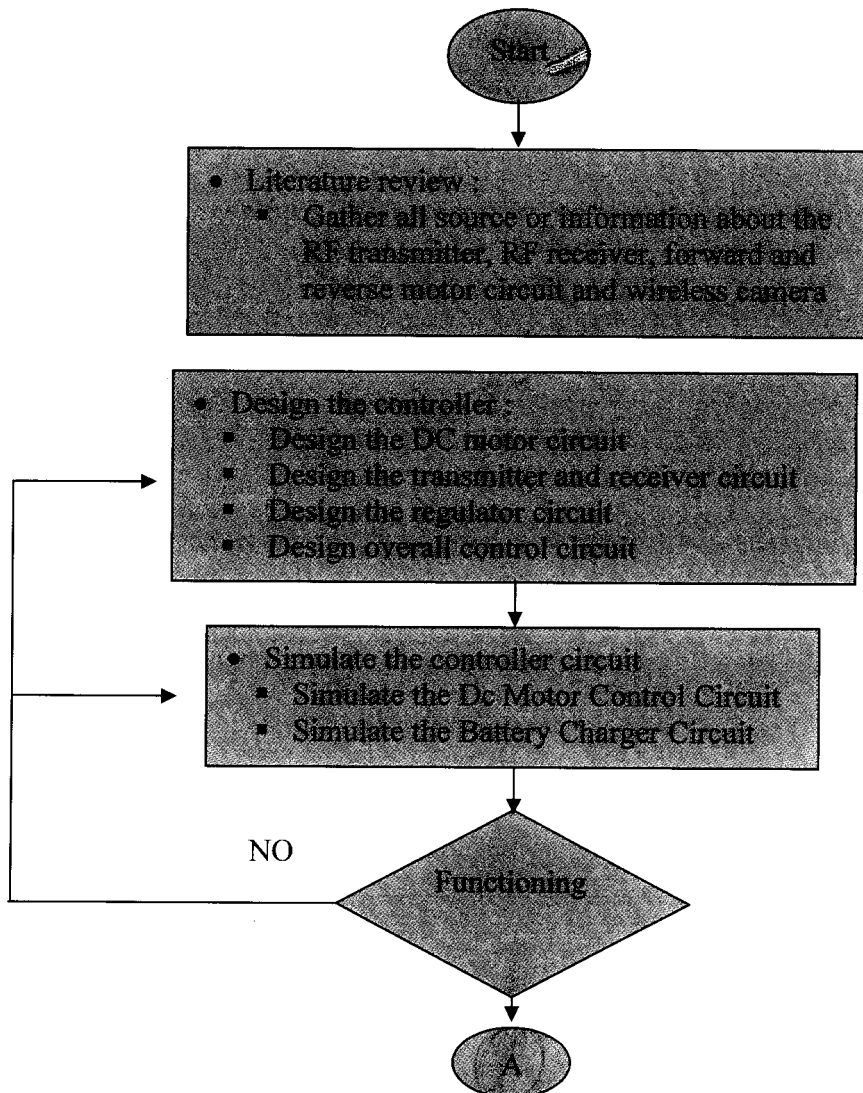 Start
• Literature review :
▪ Gather all source or information about the
RF transmitter, RF receiver, forward and
reverse motor circuit and wireless camera
• Design the controller :
▪ Design the DC motor circuit
▪ Design the transmitter and receiver circuit
▪ Design the regulator circuit
▪ Design overall control circuit
• Simulate the controller circuit
▪ Simulate the Dc Motor Control Circuit
▪ Simulate the Battery Charger Circuit
NO
Functioning
A